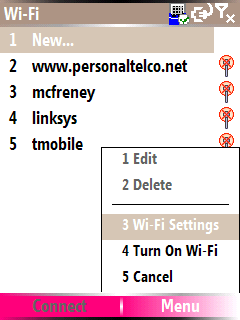 Wi-Fi
1 New...
2 www.personaltelco.net
3 mcfreney
4 linksys
5 tmobile
1 Edit
2 Delete
3 Wi-Fi Settings
4 Turn On Wi-Fi
5 Cancel
Connect Menu